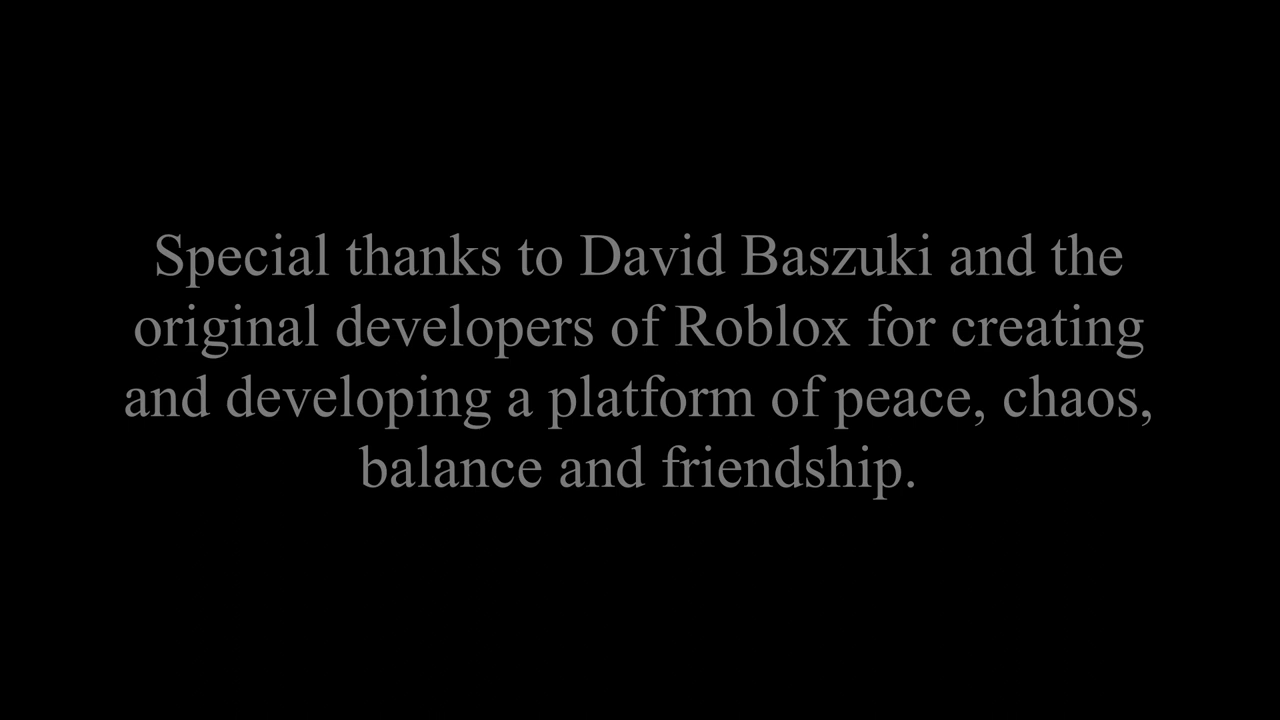 Special thanks to David Baszuki and the
original developers of Roblox for creating
and developing a platform of peace, chaos,
balance and friendship.